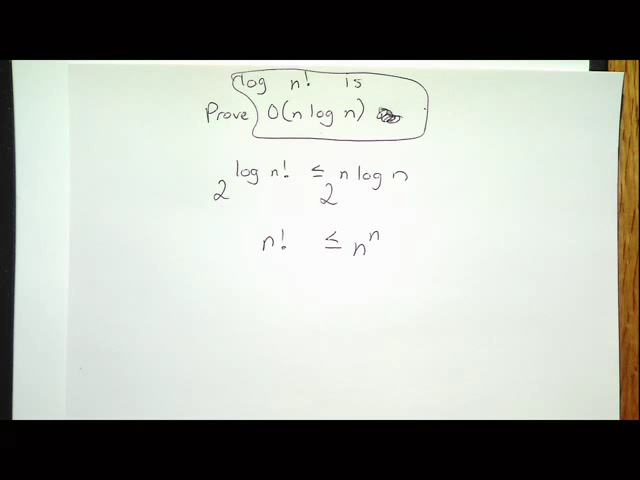 log n! is
Prove O(n log n)
2^{log n!} ≤ 2^{n log n}
n! ≤ n^n